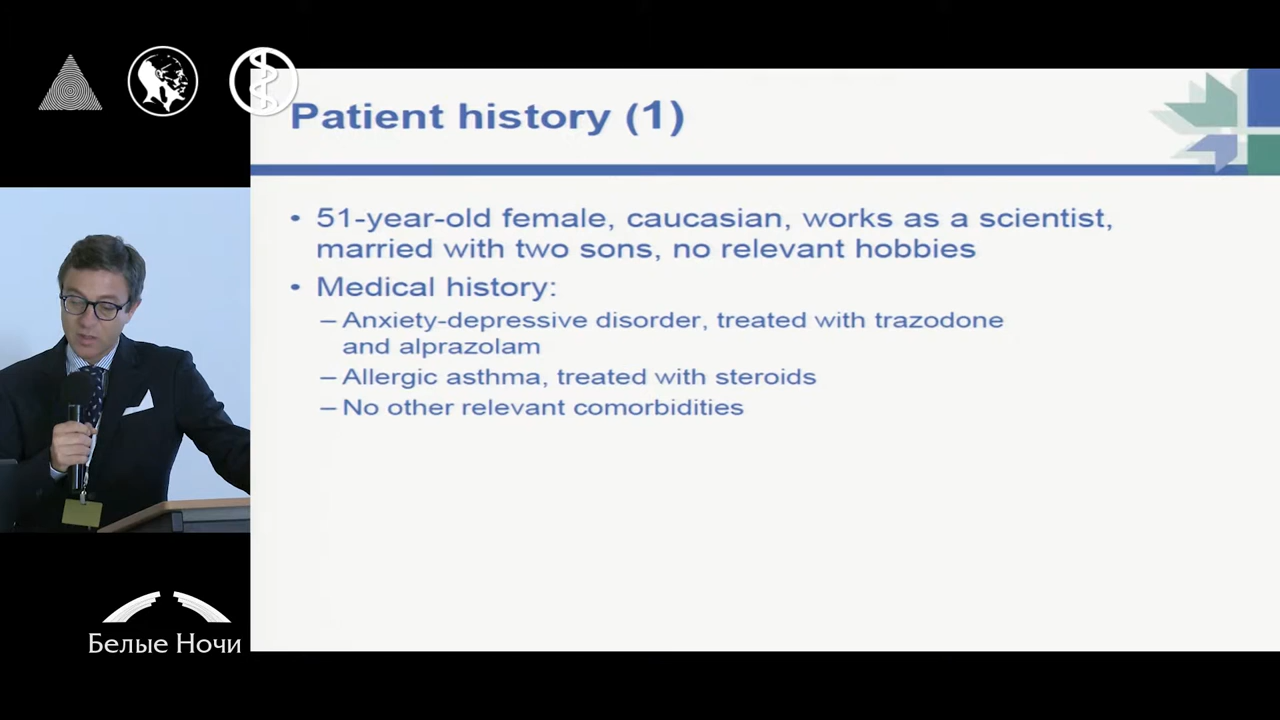 Patient history (1)
• 51-year-old female, caucasian, works as a scientist,
married with two sons, no relevant hobbies
• Medical history:
– Anxiety-depressive disorder, treated with trazodone
and alprazolam
– Allergic asthma, treated with steroids
– No other relevant comorbidities
Белые Ночи